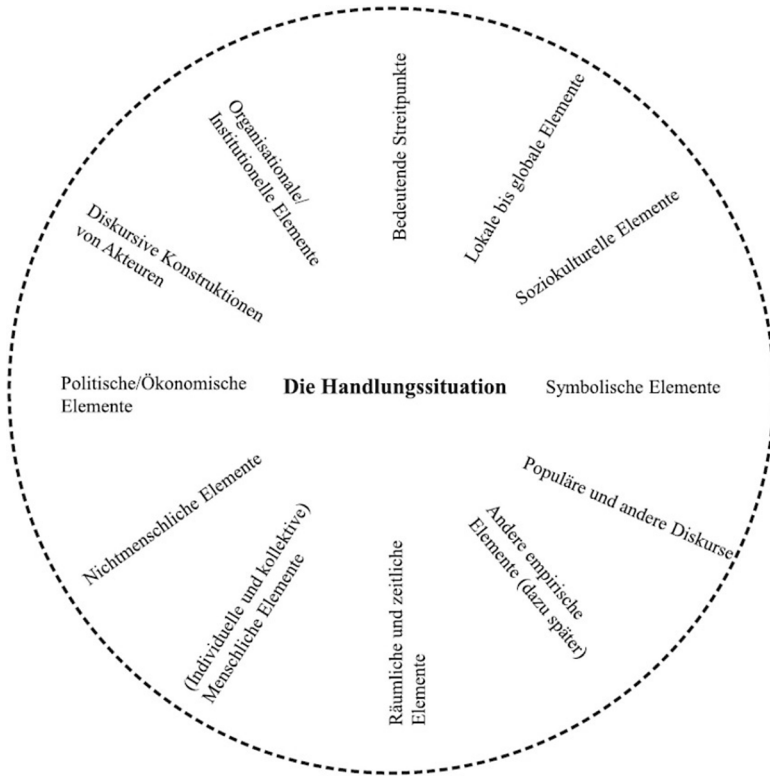 Bedeutende Streitpunkte
Lokale bis globale Elemente
Soziokulturelle Elemente
Symbolische Elemente
Populäre und andere Diskurse
Andere empirische
Elemente (dazu später)
Räumliche und zeitliche
Elemente
(Individuelle und kollektive)
Menschliche Elemente
Nichtmenschliche Elemente
Politische/Ökonomische
Elemente
Diskursive Konstruktionen
von Akteuren
Organisationale/
Institutionelle Elemente
Die Handlungssituation